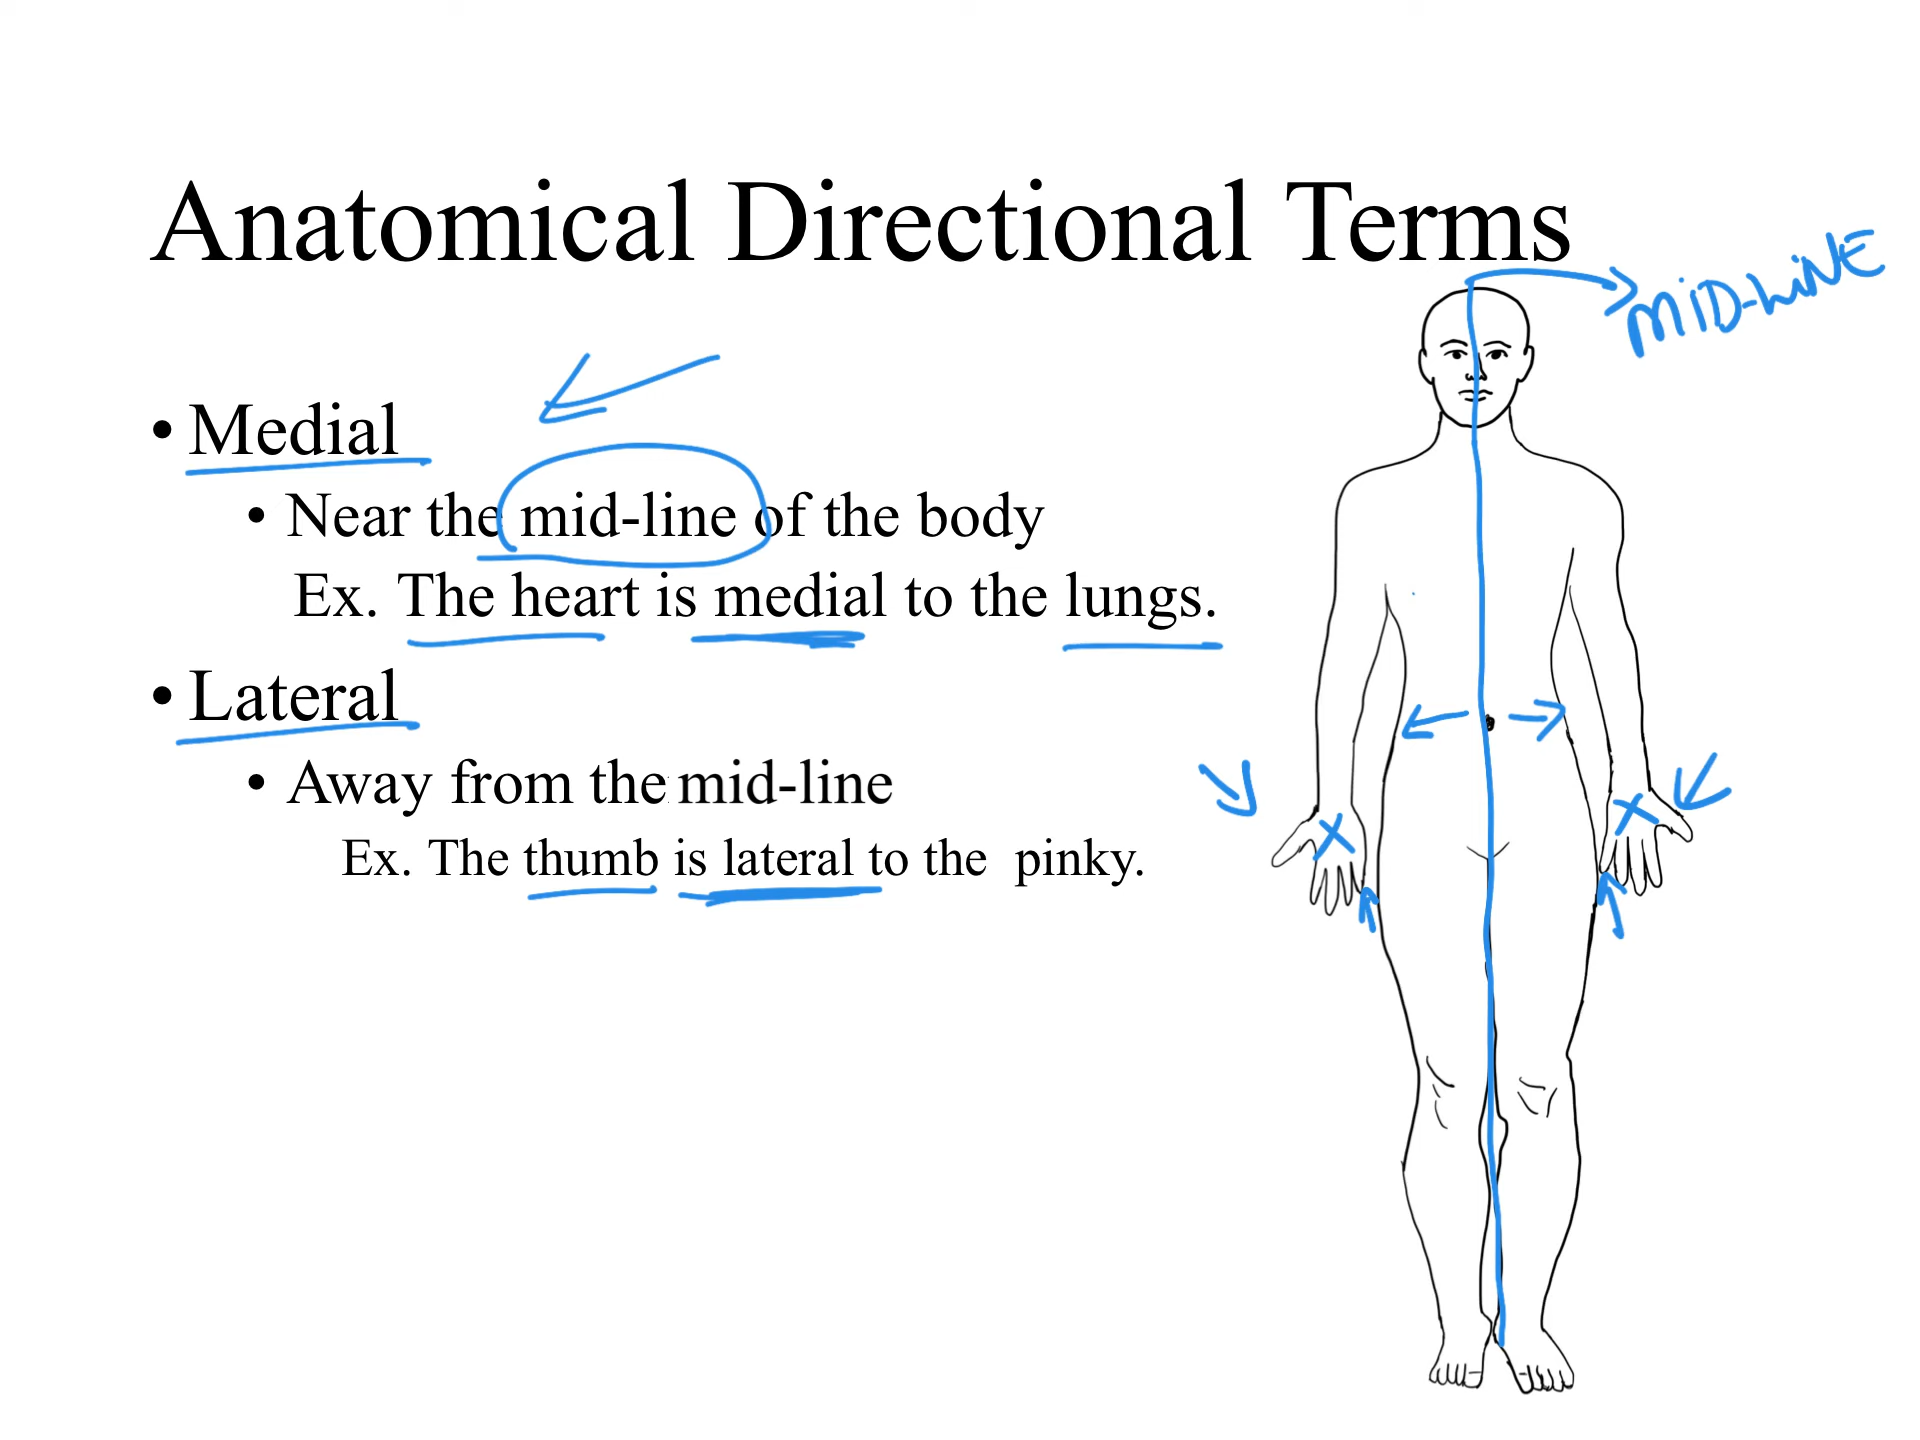 Anatomical Directional Terms
MiD-LiNE
• Medial
• Near the mid-line of the body
Ex. The heart is medial to the lungs.
• Lateral
• Away from the mid-line
Ex. The thumb is lateral to the pinky.